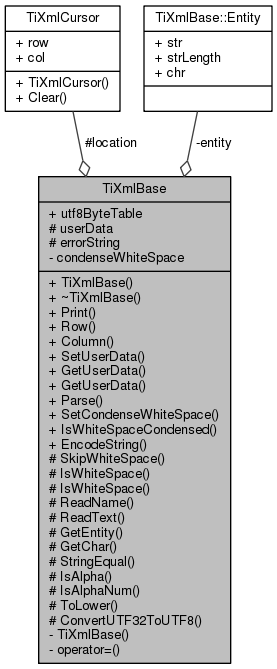 TiXmlCursor
+ row
+ col
+ TiXmlCursor()
+ Clear()
TiXmlBase::Entity
+ str
+ strLength
+ chr
#location
-entity
TiXmlBase
+ utf8ByteTable
# userData
# errorString
- condenseWhiteSpace
+ TiXmlBase()
+ ~TiXmlBase()
+ Print()
+ Row()
+ Column()
+ SetUserData()
+ GetUserData()
+ GetUserData()
+ Parse()
+ SetCondenseWhiteSpace()
+ IsWhiteSpaceCondensed()
+ EncodeString()
# SkipWhiteSpace()
# IsWhiteSpace()
# IsWhiteSpace()
# ReadName()
# ReadText()
# GetEntity()
# GetChar()
# StringEqual()
# IsAlpha()
# IsAlphaNum()
# ToLower()
# ConvertUTF32ToUTF8()
- TiXmlBase()
- operator=()